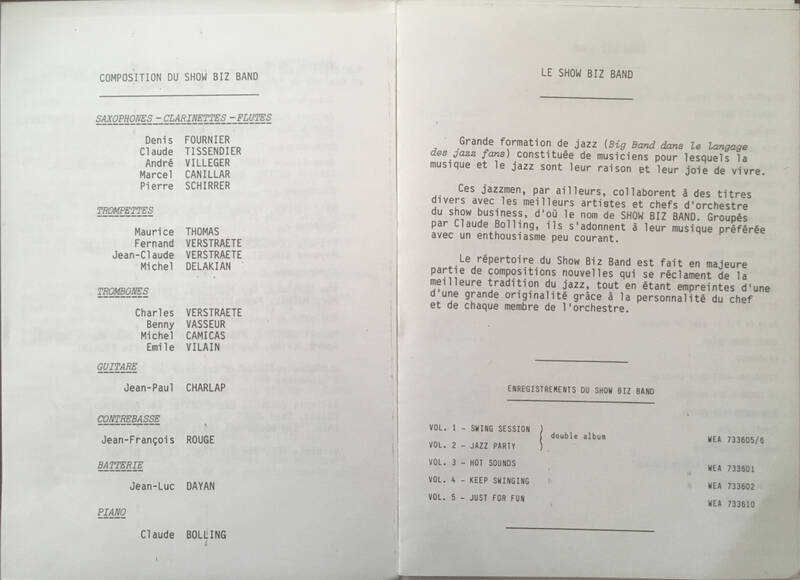 COMPOSITION DU SHOW BIZ BAND
SAXOPHONES - CLARINETTES - FLUTES
Denis FOURNIER
Claude TISSENDIER
André VILLEGER
Marcel CANILLAR
Pierre SCHIRRER
TROMPETTES
Maurice THOMAS
Fernand VERSTRAETE
Jean-Claude VERSTRAETE
Michel DELAKIAN
TROMBONES
Charles VERSTRAETE
Benny VASSEUR
Michel CAMICAS
Emile VILAIN
GUITARE
Jean-Paul CHARLAP
CONTREBASSE
Jean-François ROUGE
BATTERIE
Jean-Luc DAYAN
PIANO
Claude BOLLING
LE SHOW BIZ BAND
Grande formation de jazz (Big Band dans le langage
des jazz fans) constituée de musiciens pour lesquels la
musique et le jazz sont leur raison et leur joie de vivre.
Ces jazzmen, par ailleurs, collaborent à des titres
divers avec les meilleurs artistes et chefs d'orchestre
du show business, d'où le nom de SHOW BIZ BAND. Groupés
par Claude Bolling, ils s'adonnent à leur musique préférée
avec un enthousiasme peu courant.
Le répertoire du Show Biz Band est fait en majeure
partie de compositions nouvelles qui se réclament de la
meilleure tradition du jazz, tout en étant empreintes d'une
d'une grande originalité grâce à la personnalité du chef
et de chaque membre de l'orchestre.
ENREGISTREMENTS DU SHOW BIZ BAND
VOL. 1 - SWING SESSION
VOL. 2 - JAZZ PARTY
double album WEA 733605/6
VOL. 3 - HOT SOUNDS WEA 733601
VOL. 4 - KEEP SWINGING WEA 733602
VOL. 5 - JUST FOR FUN WEA 733610